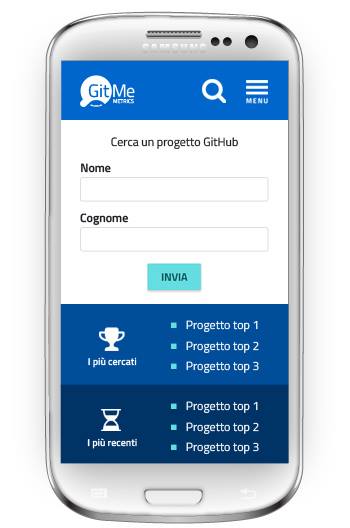 SAMSUNG
GitMe
METRICS
MENU
Cerca un progetto GitHub
Nome
Cognome
INVIA
I più cercati
Progetto top 1
Progetto top 2
Progetto top 3
I più recenti
Progetto top 1
Progetto top 2
Progetto top 3